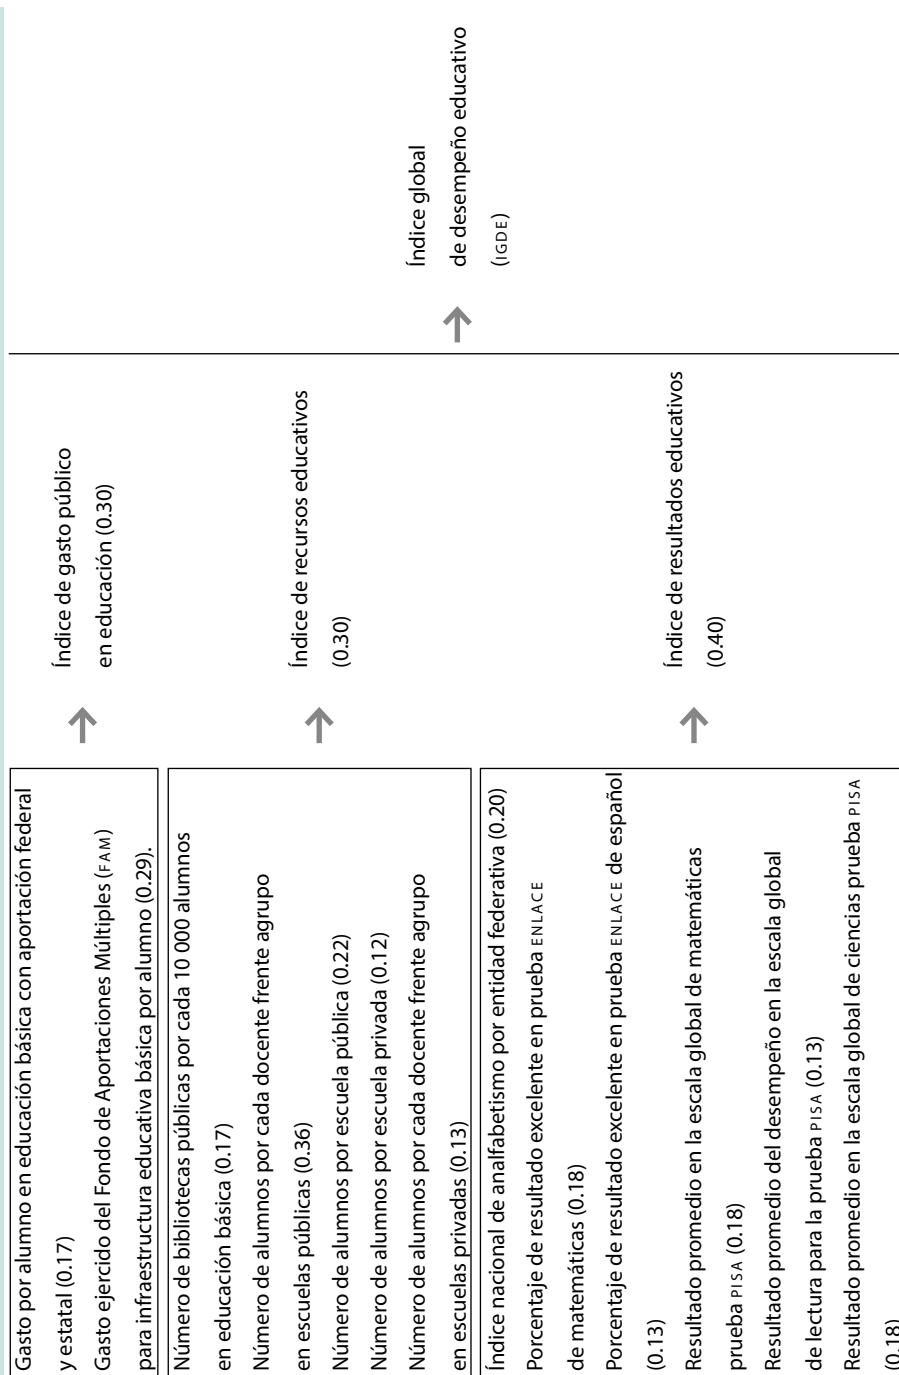 Gasto por alumno en educación básica con aportación federal
y estatal (0.17)
Gasto ejercido del Fondo de Aportaciones Múltiples (FAM)
para infraestructura educativa básica por alumno (0.29).
Número de bibliotecas públicas por cada 10 000 alumnos
en educación básica (0.17)
Número de alumnos por cada docente frente agrupo
en escuelas públicas (0.36)
Número de alumnos por escuela pública (0.22)
Número de alumnos por escuela privada (0.12)
Número de alumnos por cada docente frente agrupo
en escuelas privadas (0.13)
Índice nacional de analfabetismo por entidad federativa (0.20)
Porcentaje de resultado excelente en prueba ENLACE
de matemáticas (0.18)
Porcentaje de resultado excelente en prueba ENLACE de español
(0.13)
Resultado promedio en la escala global de matemáticas
prueba PISA (0.18)
Resultado promedio del desempeño en la escala global
de lectura para la prueba PISA (0.13)
Resultado promedio en la escala global de ciencias prueba PISA
(0.18)
Índice de gasto público
en educación (0.30)
Índice de recursos educativos
(0.30)
Índice de resultados educativos
(0.40)
Índice global
de desempeño educativo
(IGDE)